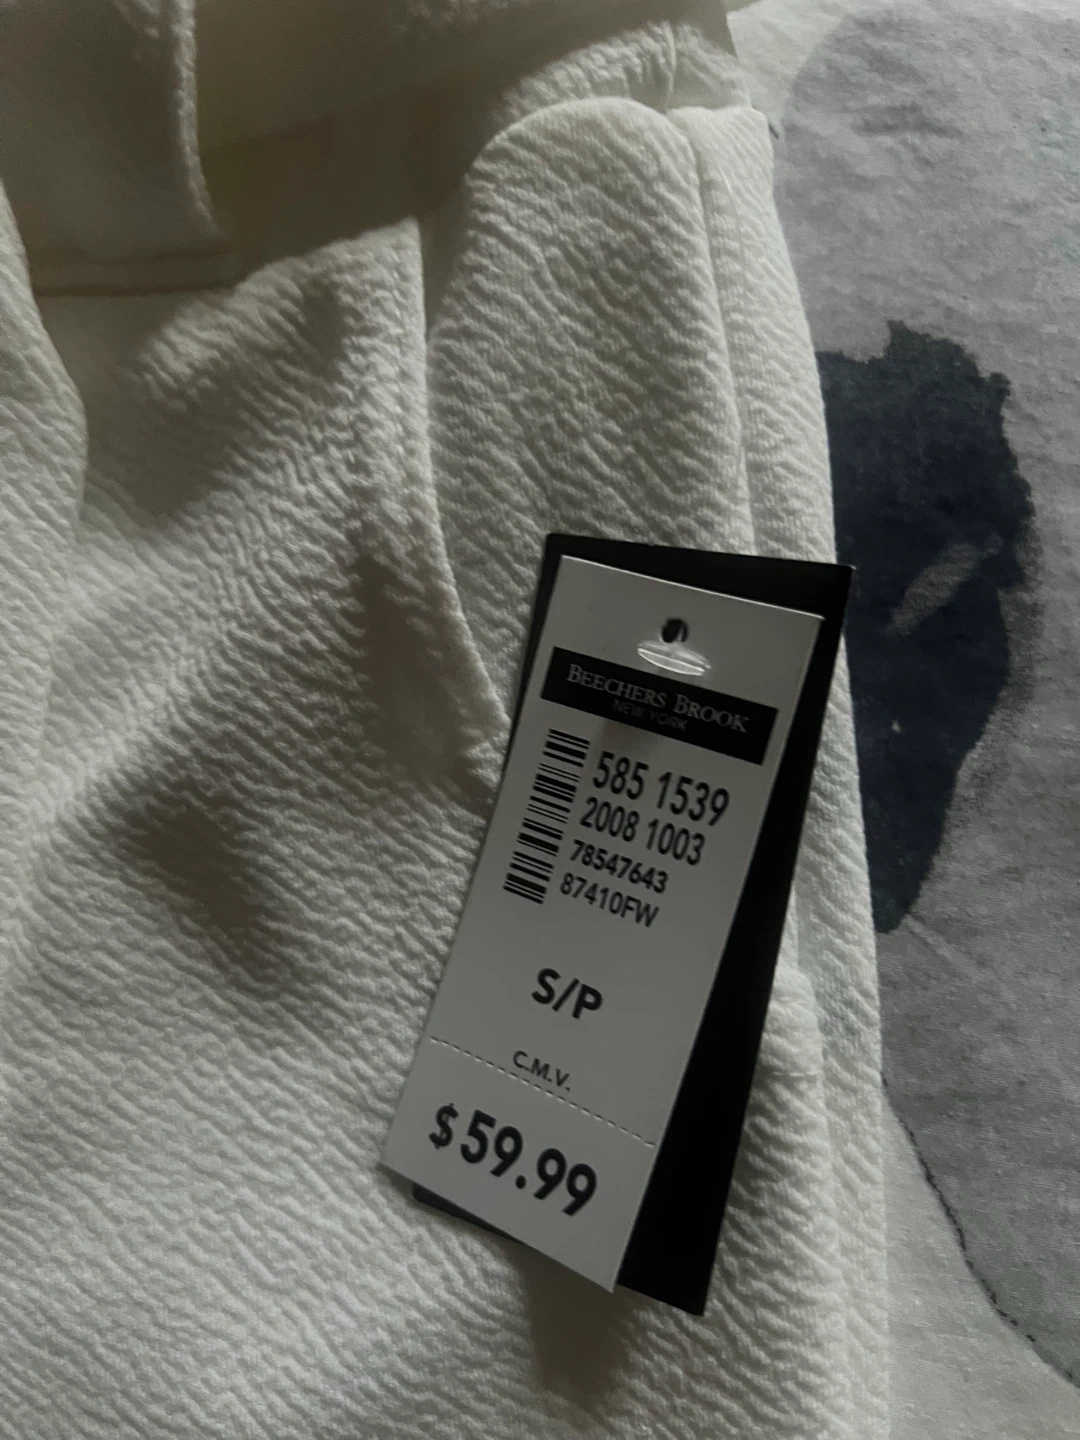 BEECHERS BROOK
NEW YORK
585 1539
2008 1003
78547643
87410FW
S/P
C.M.V.
$59.99